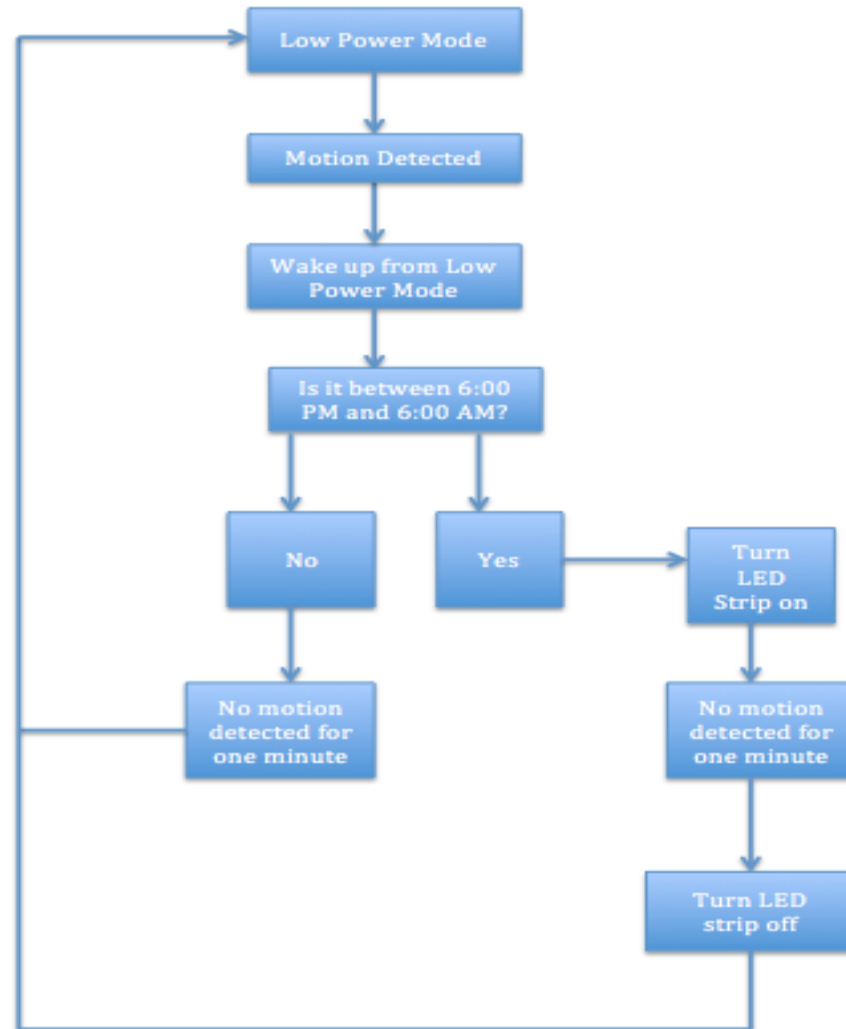 Low Power Mode
Motion Detected
Wake up from Low
Power Mode
Is it between 6:00
PM and 6:00 AM?
No
Yes
Turn
LED
Strip on
No motion
detected for
one minute
No motion
detected for
one minute
Turn LED
strip off